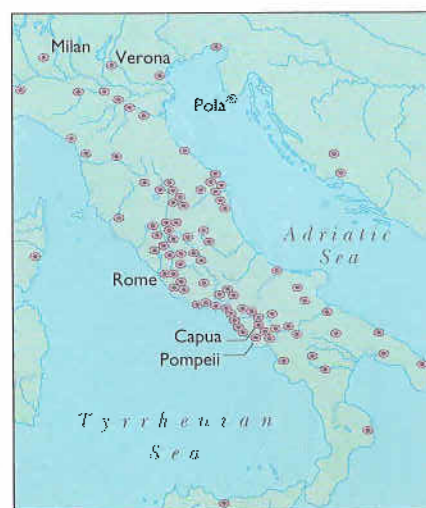 Milan
Verona
Pola
Adriatic
Sea
Rome
Capua
Pompeii
Tyrrhenian
Sea